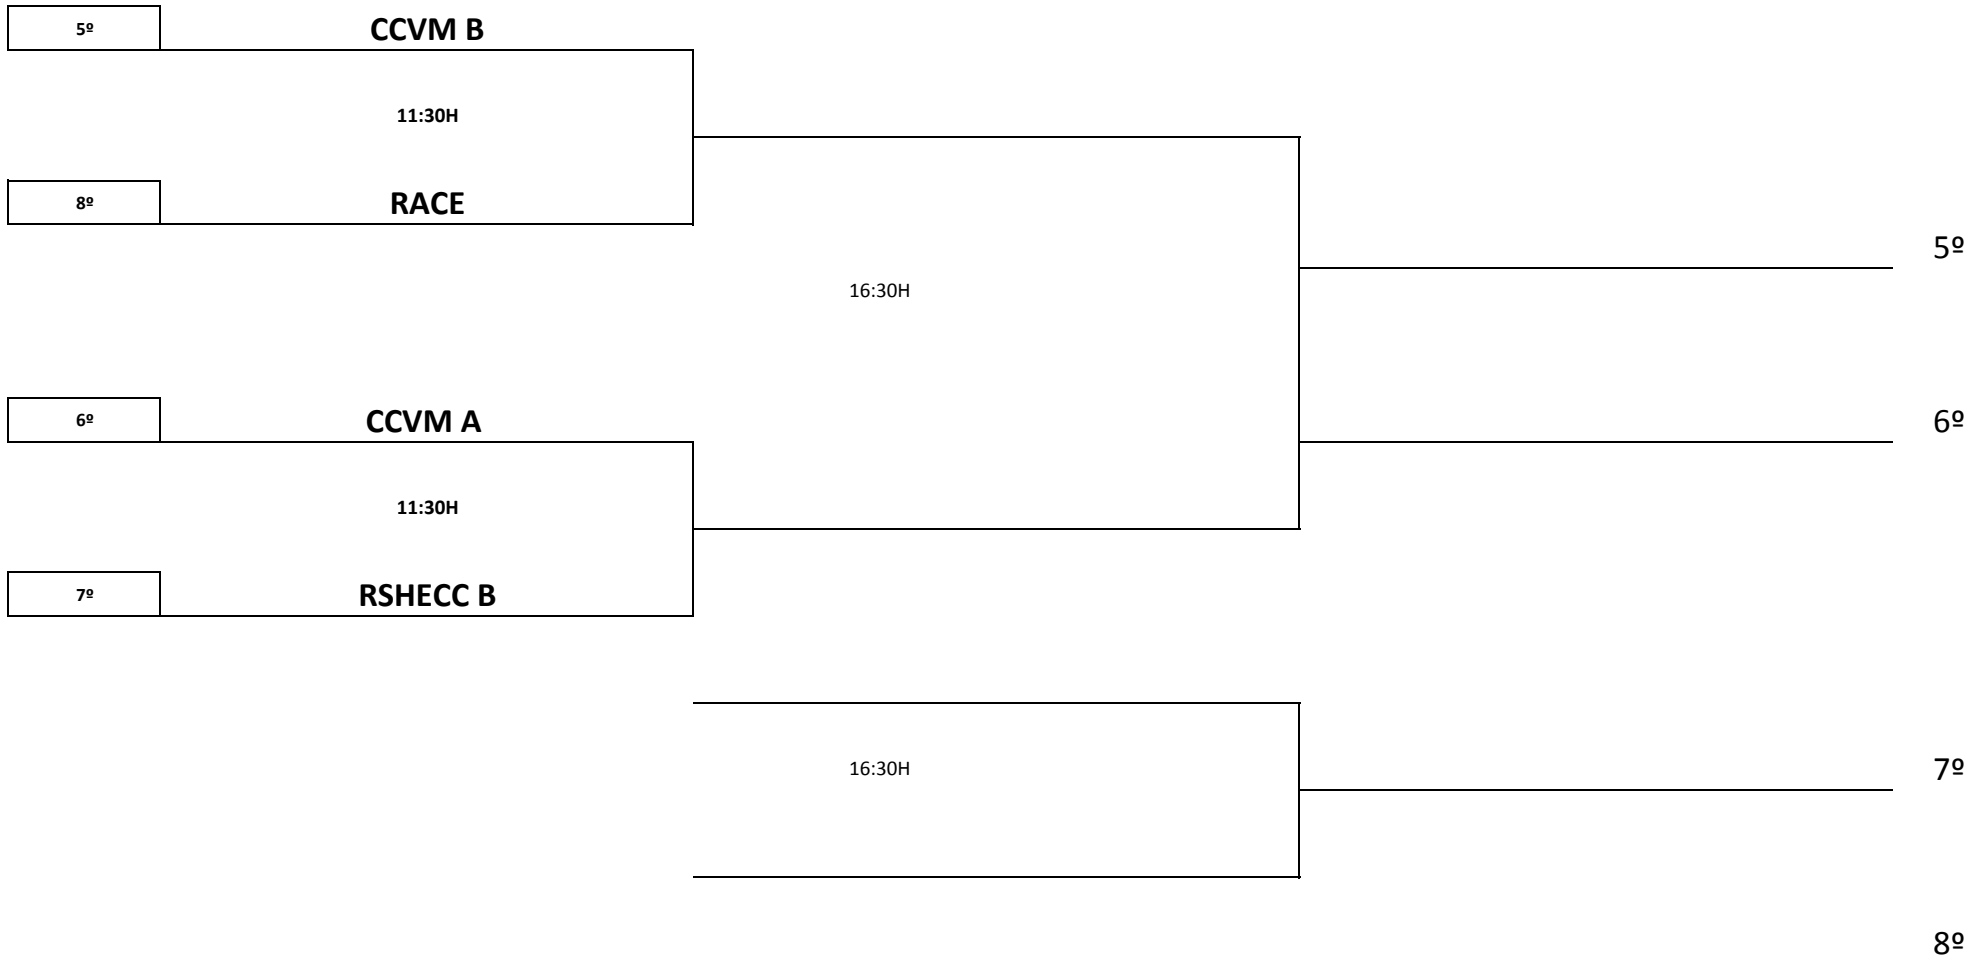 5º CCVM B
11:30H
8º RACE
5º
16:30H
6º CCVM A 6º
11:30H
7º RSHECC B
16:30H 7º
8º